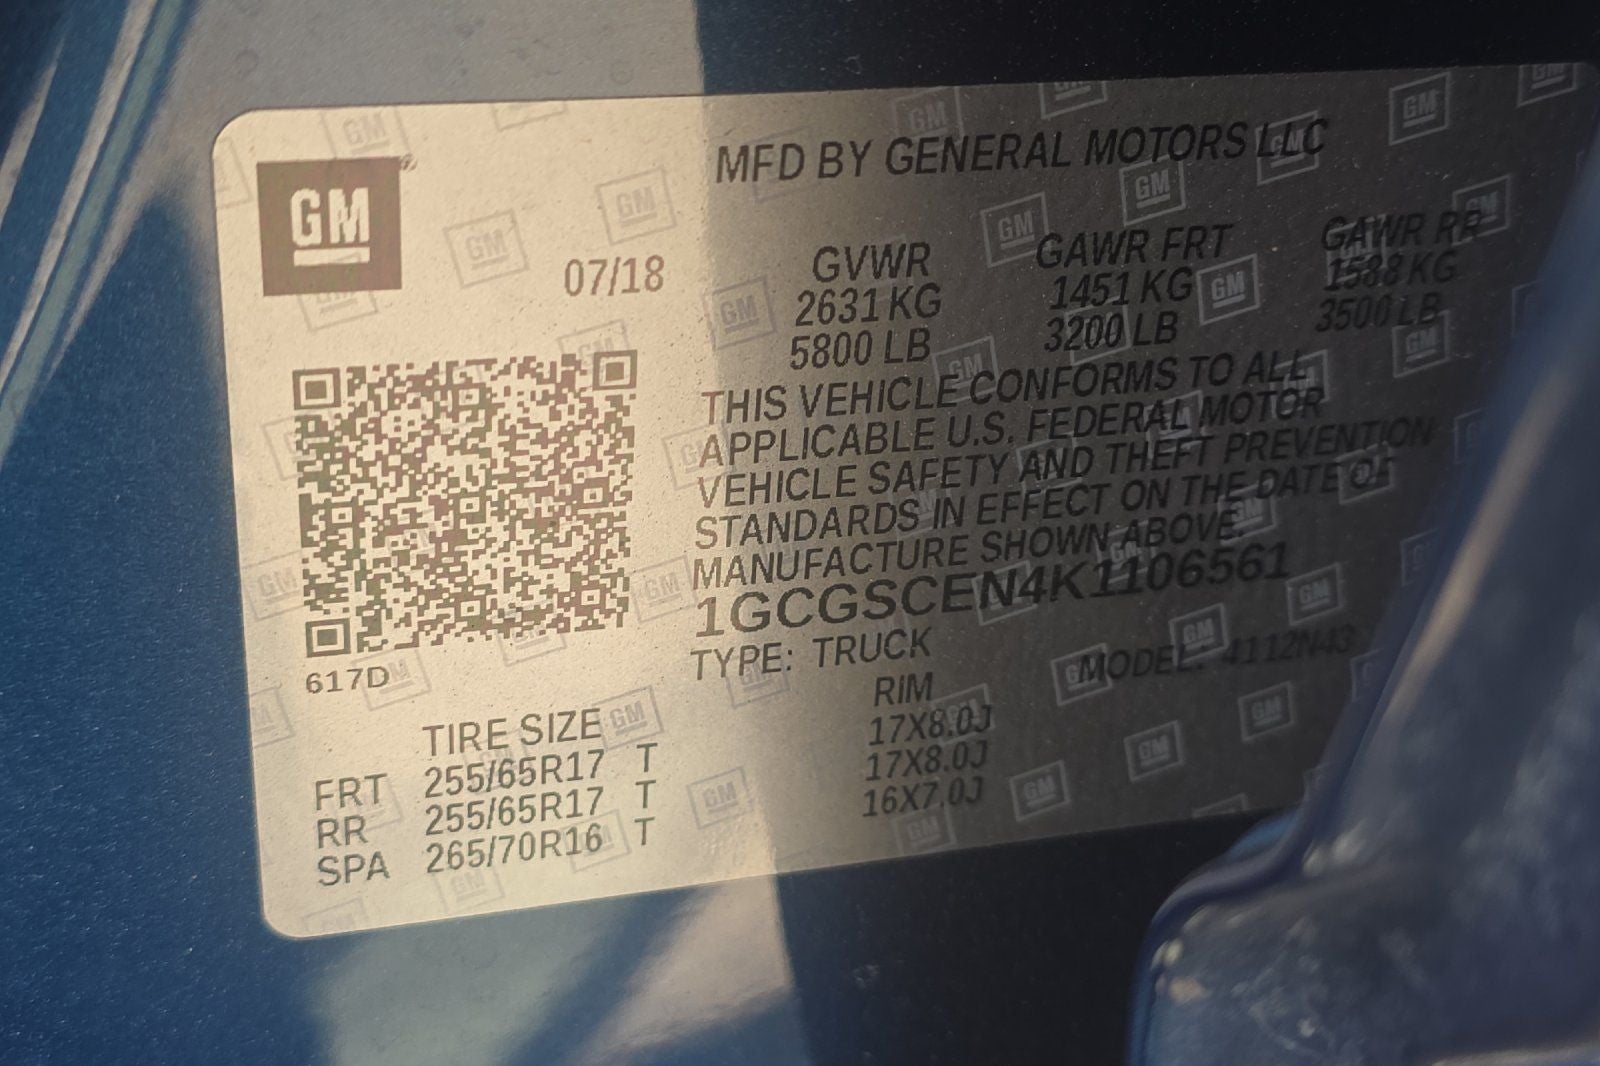 GM
MFD BY GENERAL MOTORS LLC
07/18
GVWR GAWR FRT GAWR RR
2631 KG 1451 KG 1588 KG
5800 LB 3200 LB 3500 LB
THIS VEHICLE CONFORMS TO ALL
APPLICABLE U.S. FEDERAL MOTOR
VEHICLE SAFETY AND THEFT PREVENTION
STANDARDS IN EFFECT ON THE DATE OF
MANUFACTURE SHOWN ABOVE.
1GCGSCEN4K1106561
TYPE: TRUCK MODEL: 4112N43
617D
TIRE SIZE RIM
FRT 255/65R17 T 17X8.0J
RR 255/65R17 T 17X8.0J
SPA 265/70R16 T 16X7.0J